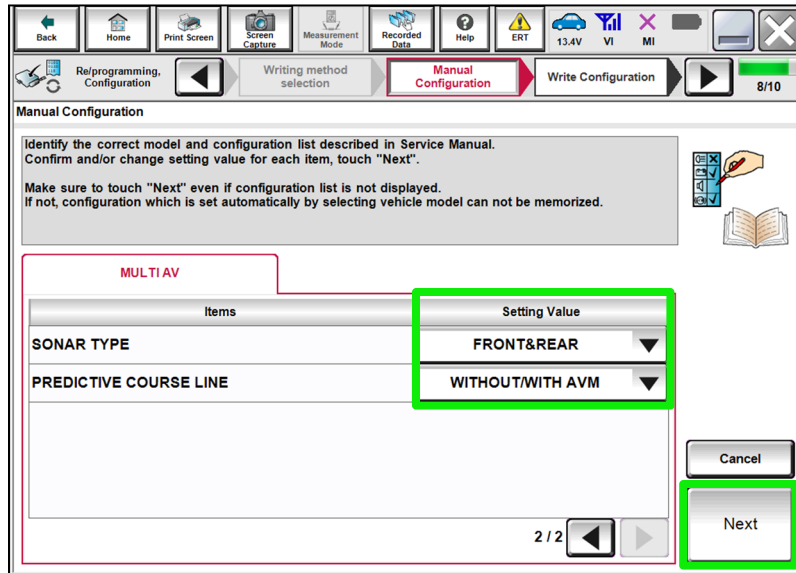 Back
Home
Print Screen
Screen
Capture
Measurement
Mode
Recorded
Data
Help
ERT
13.4V
VI
MI
Re/programming,
Configuration
Writing method
selection
Manual
Configuration
Write Configuration
8/10
Manual Configuration
Identify the correct model and configuration list described in Service Manual.
Confirm and/or change setting value for each item, touch "Next".
Make sure to touch "Next" even if configuration list is not displayed.
If not, configuration which is set automatically by selecting vehicle model can not be memorized.
MULTI AV
Items
Setting Value
SONAR TYPE
FRONT&REAR
PREDICTIVE COURSE LINE
WITHOUT/WITH AVM
Cancel
Next
2 / 2